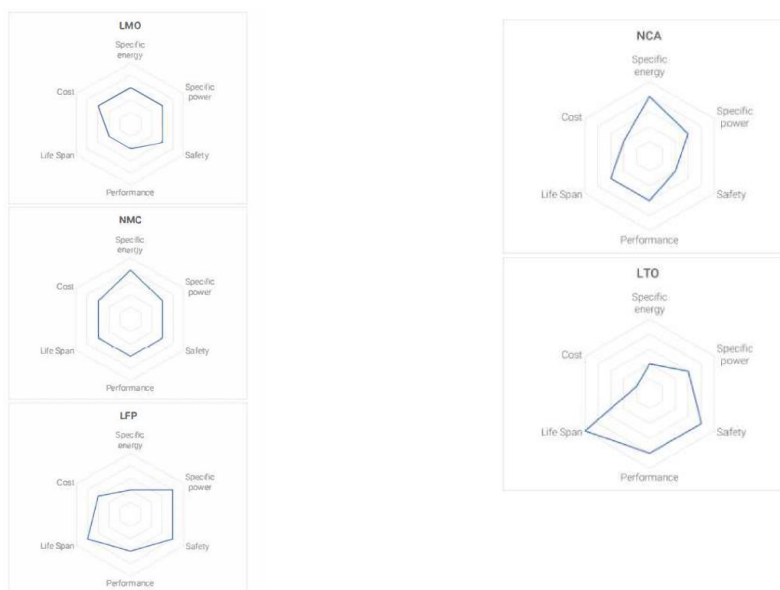 LMO
Specific
energy
Cost
Specific
power
Life Span
Safety
Performance
NMC
Specific
energy
Cost
Specific
power
Life Span
Safety
Performance
LFP
Specific
energy
Cost
Specific
power
Life Span
Safety
Performance
NCA
Specific
energy
Cost
Specific
power
Life Span
Safety
Performance
LTO
Specific
energy
Cost
Specific
power
Life Span
Safety
Performance